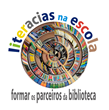 literacias na escola
formar os parceiros da biblioteca